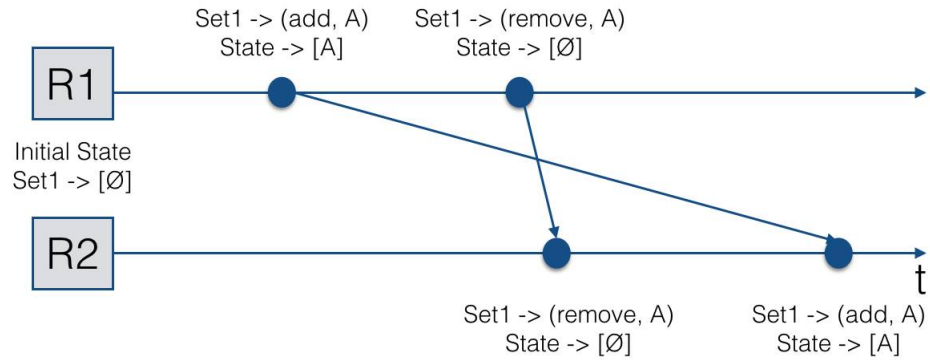 Set1 -> (add, A)
State -> [A]
Set1 -> (remove, A)
State -> [Ø]
R1
Initial State
Set1 -> [Ø]
R2
t
Set1 -> (remove, A)
State -> [Ø]
Set1 -> (add, A)
State -> [A]